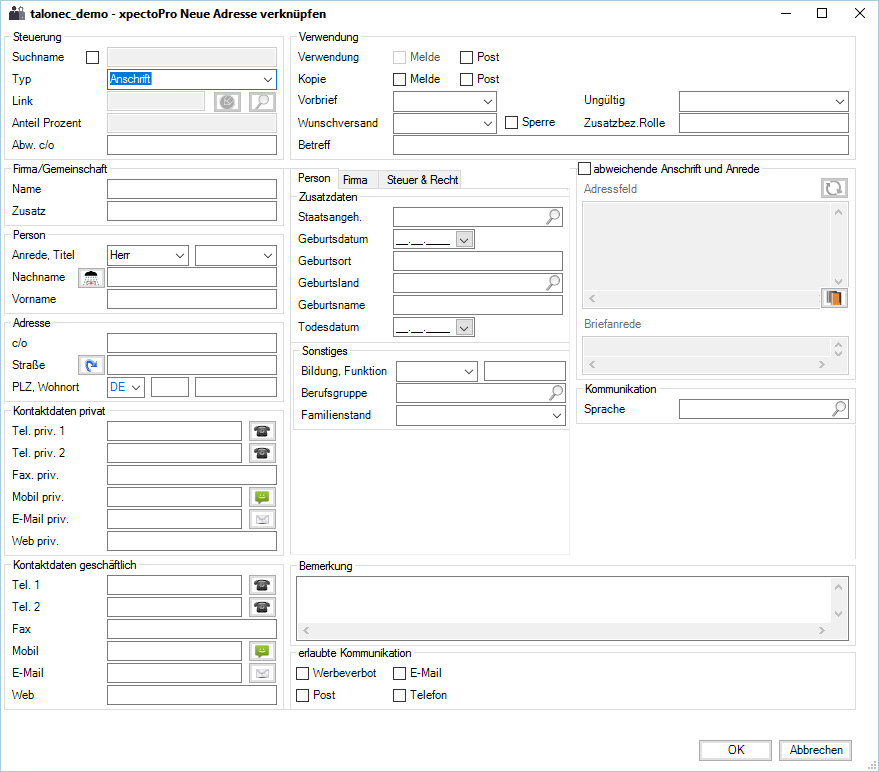 talonec_demo - xpectoPro Neue Adresse verknüpfen
Steuerung
Suchname
Typ Anschrift
Link
Anteil Prozent
Abw. c/o
Verwendung
Verwendung Melde Post
Kopie Melde Post
Vorbrief Ungültig
Wunschversand Sperre Zusatzbez.Rolle
Betreff
Firma/Gemeinschaft
Name
Zusatz
Person
Anrede, Titel Herr
Nachname
Vorname
Adresse
c/o
Straße
PLZ, Wohnort DE
Kontaktdaten privat
Tel. priv. 1
Tel. priv. 2
Fax. priv.
Mobil priv.
E-Mail priv.
Web priv.
Kontaktdaten geschäftlich
Tel. 1
Tel. 2
Fax
Mobil
E-Mail
Web
Person Firma Steuer & Recht
Zusatzdaten
Staatsangeh.
Geburtsdatum __.__.____
Geburtsort
Geburtsland
Geburtsname
Todesdatum __.__.____
Sonstiges
Bildung, Funktion
Berufsgruppe
Familienstand
abweichende Anschrift und Anrede
Adressfeld
Briefanrede
Kommunikation
Sprache
Bemerkung
erlaubte Kommunikation
Werbeverbot E-Mail
Post Telefon
OK Abbrechen